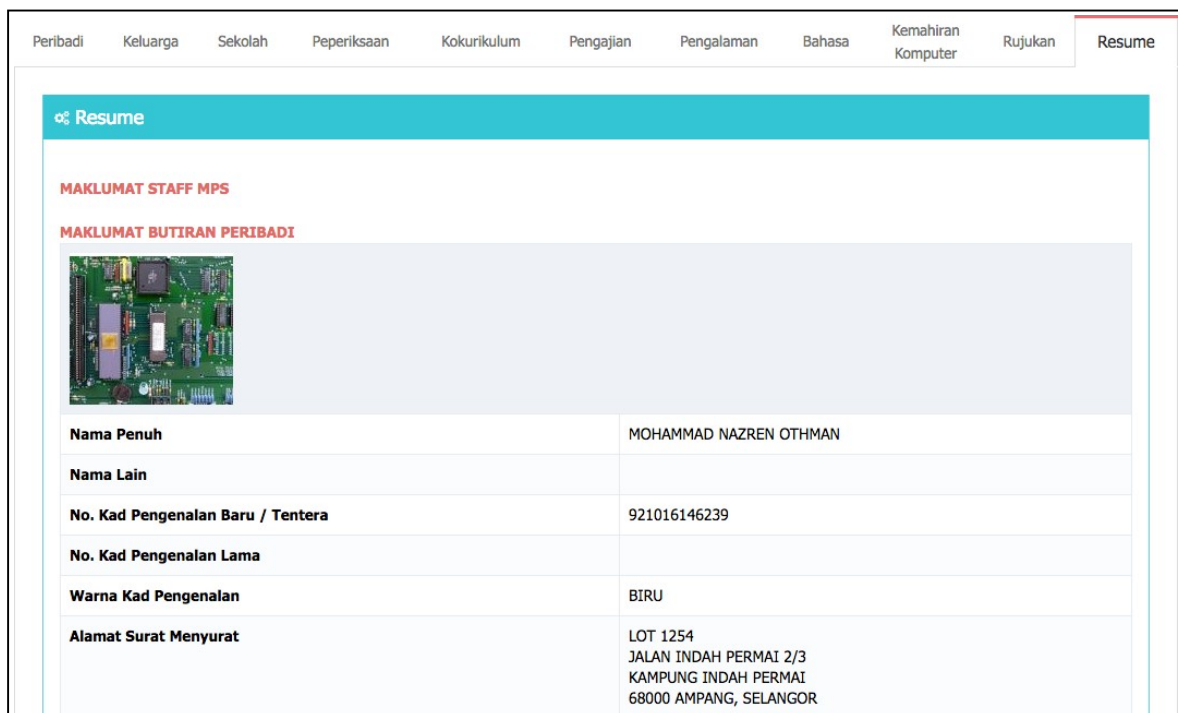 Peribadi
Keluarga
Sekolah
Peperiksaan
Kokurikulum
Pengajian
Pengalaman
Bahasa
Kemahiran
Komputer
Rujukan
Resume
Resume
MAKLUMAT STAFF MPS
MAKLUMAT BUTIRAN PERIBADI
Nama Penuh MOHAMMAD NAZREN OTHMAN
Nama Lain
No. Kad Pengenalan Baru / Tentera 921016146239
No. Kad Pengenalan Lama
Warna Kad Pengenalan BIRU
Alamat Surat Menyurat LOT 1254
JALAN INDAH PERMAI 2/3
KAMPUNG INDAH PERMAI
68000 AMPANG, SELANGOR